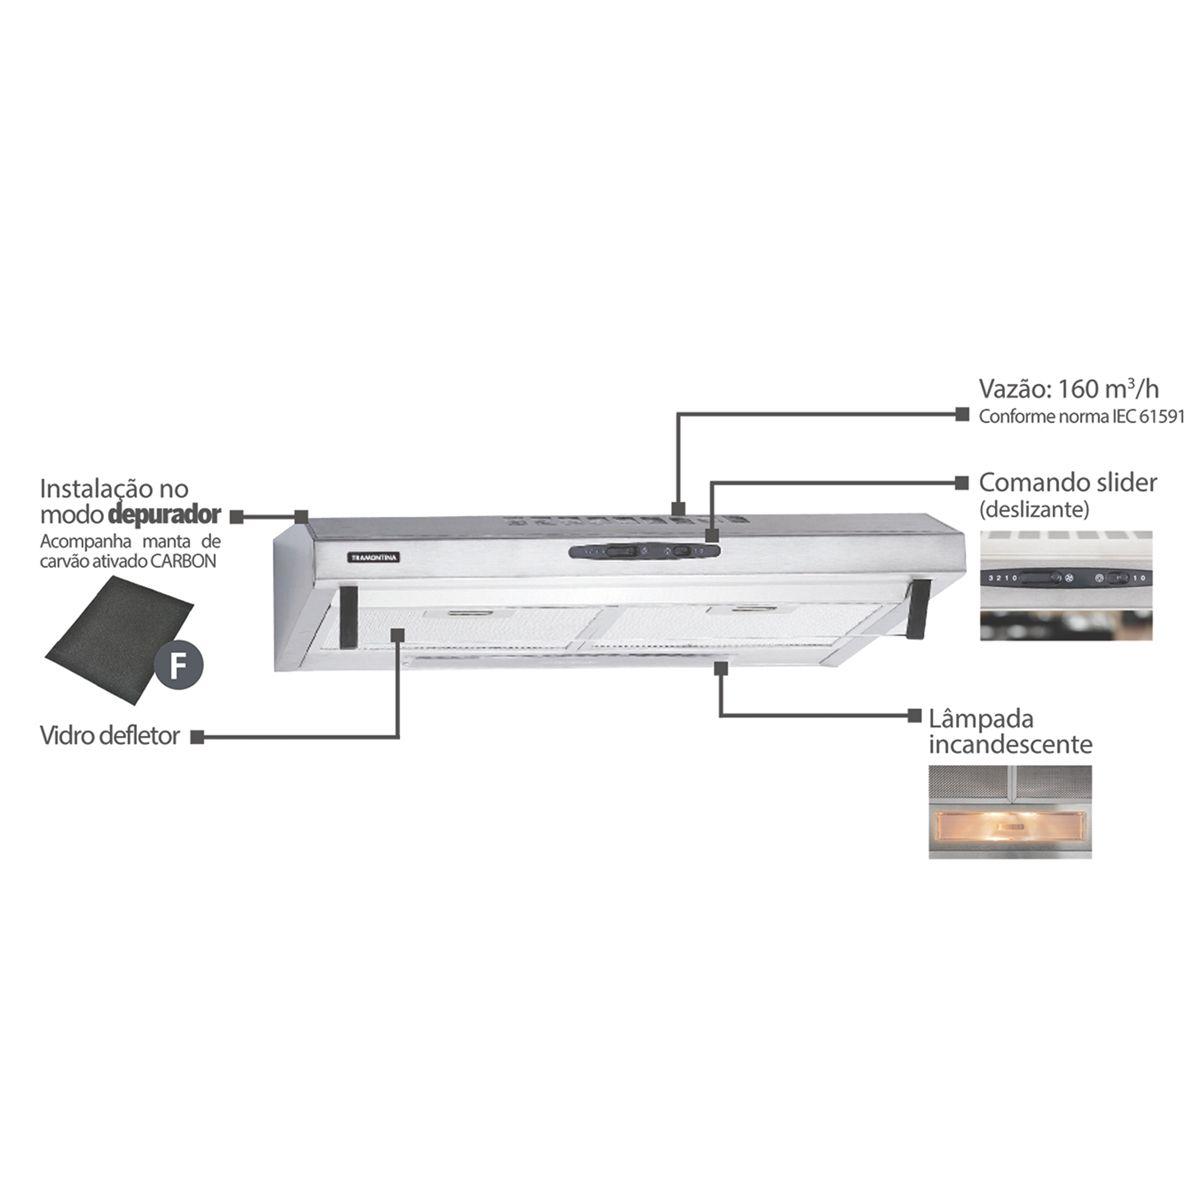 Vazão: 160 m³/h
Conforme norma IEC 61591
Comando slider
(deslizante)
3 2 1 0 1 0
Instalação no
modo depurador
Acompanha manta de
carvão ativado CARBON
F
TRAMONTINA
Vidro defletor
Lâmpada
incandescente